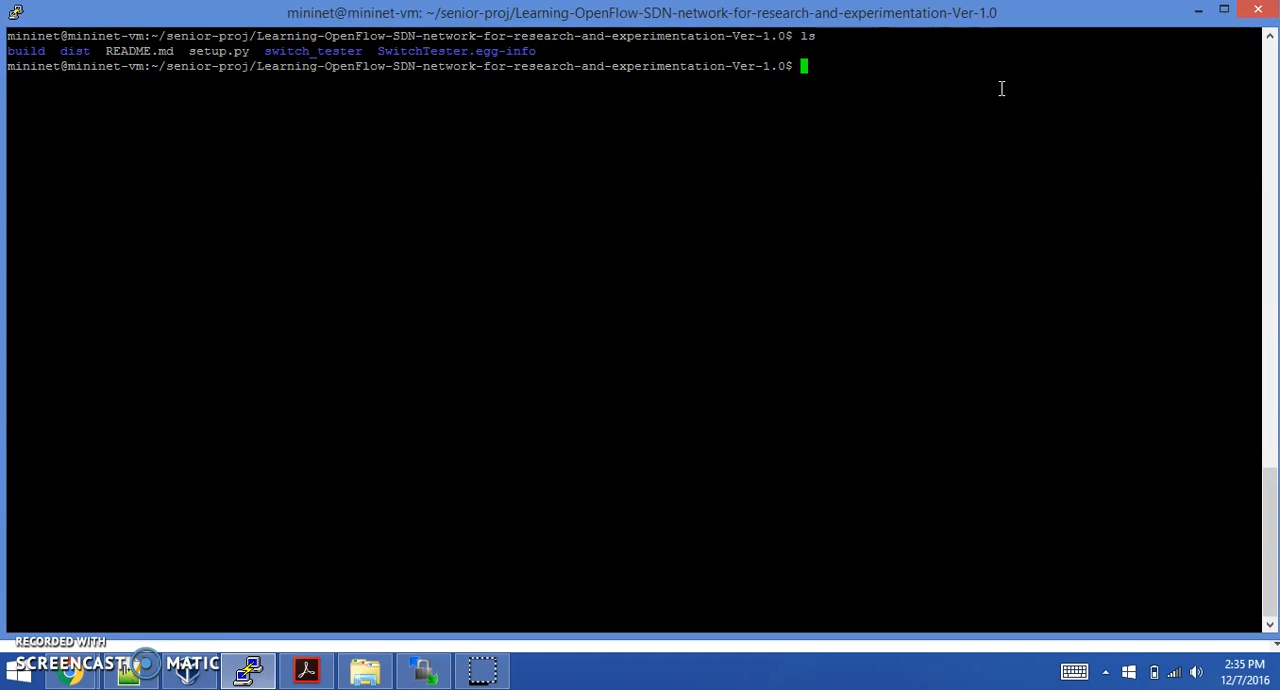 mininet@mininet-vm: ~/senior-proj/Learning-OpenFlow-SDN-network-for-research-and-experimentation-Ver-1.0
mininet@mininet-vm:~/senior-proj/Learning-OpenFlow-SDN-network-for-research-and-experimentation-Ver-1.0$ ls
build dist README.md setup.py switch_tester SwitchTester.egg-info
mininet@mininet-vm:~/senior-proj/Learning-OpenFlow-SDN-network-for-research-and-experimentation-Ver-1.0$
RECORDED WITH
SCREENCAST MATIC
2:35 PM
12/7/2016